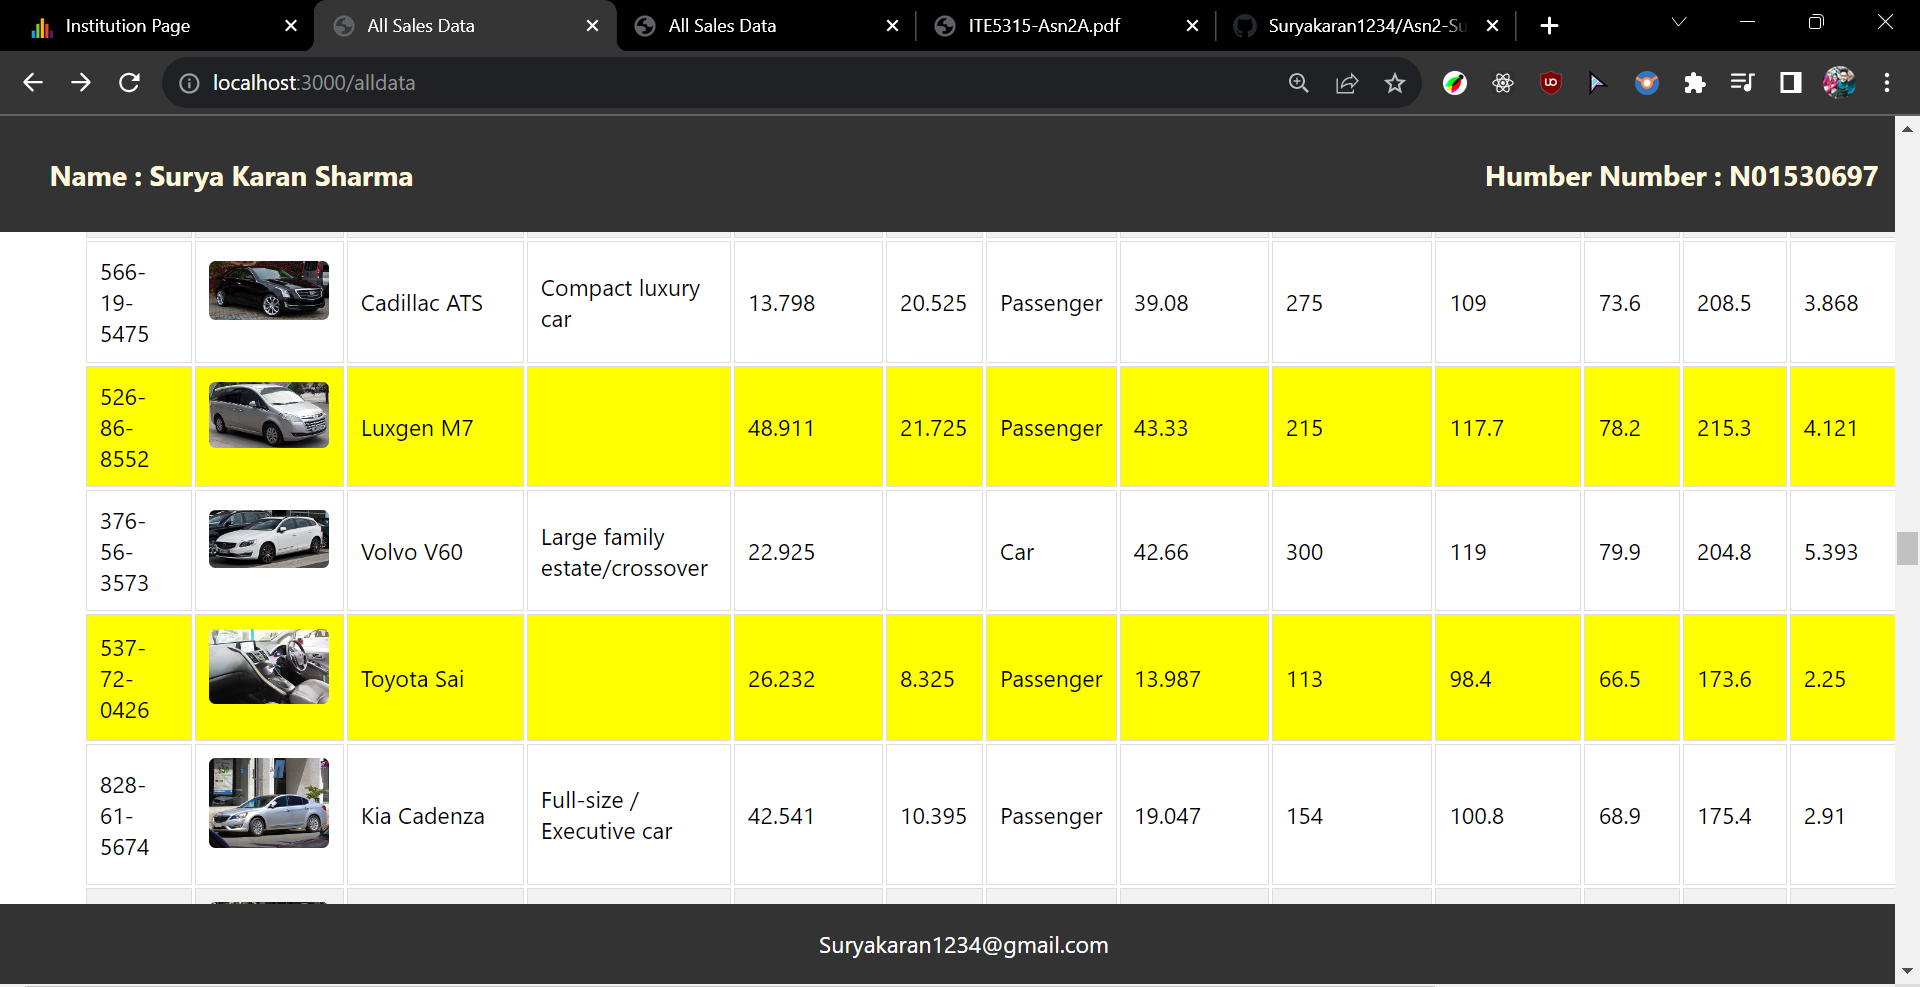 Institution Page
All Sales Data
All Sales Data
ITE5315-Asn2A.pdf
Suryakaran1234/Asn2-Su
localhost:3000/alldata
Name : Surya Karan Sharma
Humber Number : N01530697
566-
19-
5475
Cadillac ATS
Compact luxury
car
13.798
20.525
Passenger
39.08
275
109
73.6
208.5
3.868
526-
86-
8552
Luxgen M7
48.911
21.725
Passenger
43.33
215
117.7
78.2
215.3
4.121
376-
56-
3573
Volvo V60
Large family
estate/crossover
22.925
Car
42.66
300
119
79.9
204.8
5.393
537-
72-
0426
Toyota Sai
26.232
8.325
Passenger
13.987
113
98.4
66.5
173.6
2.25
828-
61-
5674
Kia Cadenza
Full-size /
Executive car
42.541
10.395
Passenger
19.047
154
100.8
68.9
175.4
2.91
Suryakaran1234@gmail.com